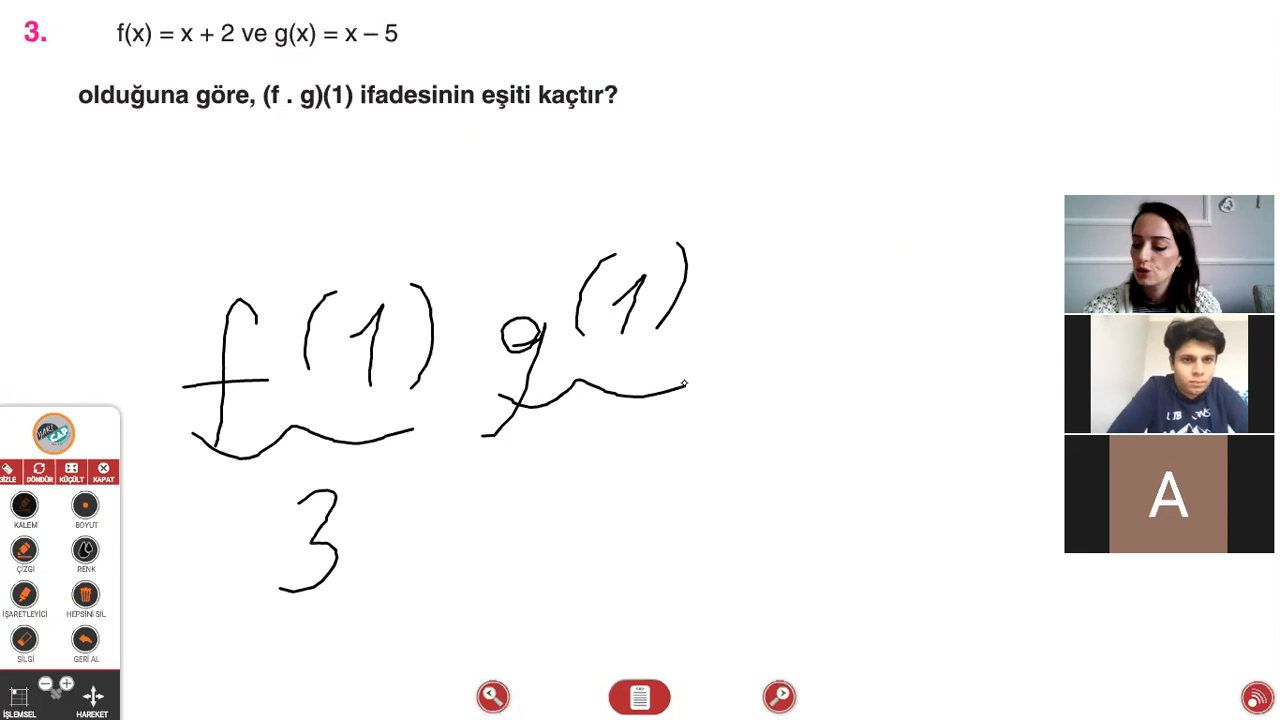 3. f(x) = x + 2 ve g(x) = x – 5
olduğuna göre, (f . g)(1) ifadesinin eşiti kaçtır?
f(1) g(1)
3
A
GİZLE DÖNDÜR KÜÇÜLT KAPAT
KALEM BOYUT
ÇİZGİ RENK
İŞARETLEYİCİ HEPSİNİ SİL
SİLGİ GERİ AL
İŞLEMSEL HAREKET